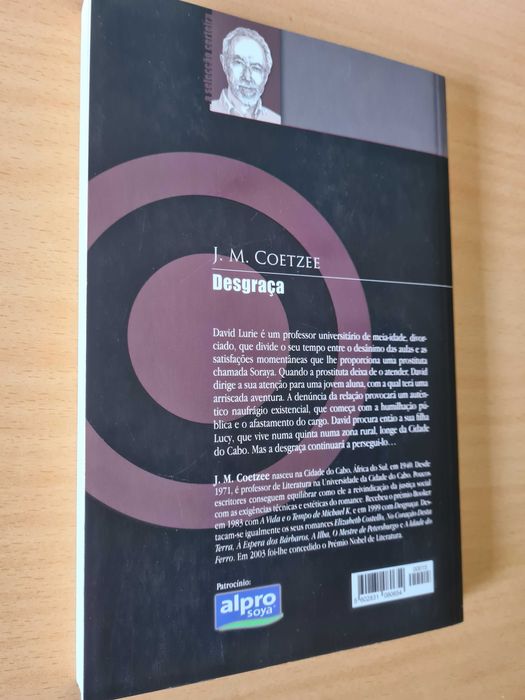 a selecção certeira
J. M. COETZEE
Desgraça
David Lurie é um professor universitário de meia-idade, divor-
ciado, que divide o seu tempo entre o desânimo das aulas e as
satisfações momentâneas que lhe proporciona uma prostituta
chamada Soraya. Quando a prostituta deixa de o atender, David
dirige a sua atenção para uma jovem aluna, com a qual terá uma
arriscada aventura. A denúncia da relação provocará um autên-
tico naufrágio existencial, que começa com a humilhação pú-
blica e o afastamento do cargo. David procura então a sua filha
Lucy, que vive numa quinta numa zona rural, longe da Cidade
do Cabo. Mas a desgraça continuará a persegui-lo…
J. M. Coetzee nasceu na Cidade do Cabo, África do Sul, em 1940. Desde
1971, é professor de Literatura na Universidade da Cidade do Cabo. Poucos
escritores conseguem equilibrar como ele a reivindicação da justiça social
com as exigências técnicas e estéticas do romance. Recebeu o prémio Booker
em 1983 com A Vida e o Tempo de Michael K. e em 1999 com Desgraça. Des-
tacam-se igualmente os seus romances Elizabeth Costello, No Coração Desta
Terra, À Espera dos Bárbaros, A Ilha, O Mestre de Petersburgo e A Idade do
Ferro. Em 2003 foi-lhe concedido o Prémio Nobel de Literatura.
Patrocínio:
alpro
soya
00015
5 602831 080654